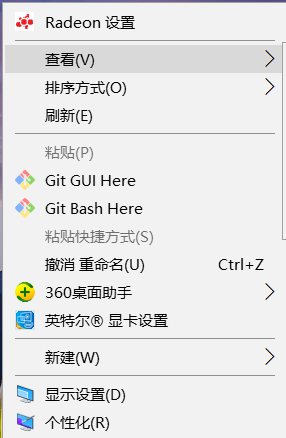 Radeon 设置
查看(V)
排序方式(O)
刷新(E)
粘贴(P)
Git GUI Here
Git Bash Here
粘贴快捷方式(S)
撤消 重命名(U) Ctrl+Z
360桌面助手
英特尔® 显卡设置
新建(W)
显示设置(D)
个性化(R)